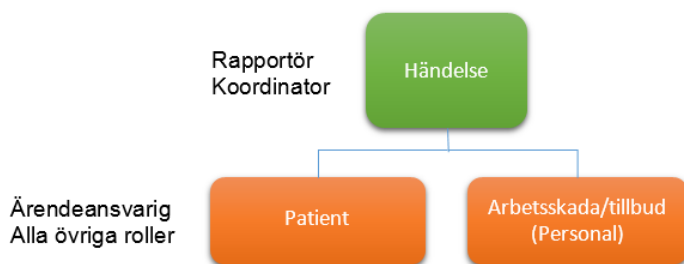 Rapportör
Koordinator
Händelse
Ärendeansvarig
Alla övriga roller
Patient
Arbetsskada/tillbud
(Personal)